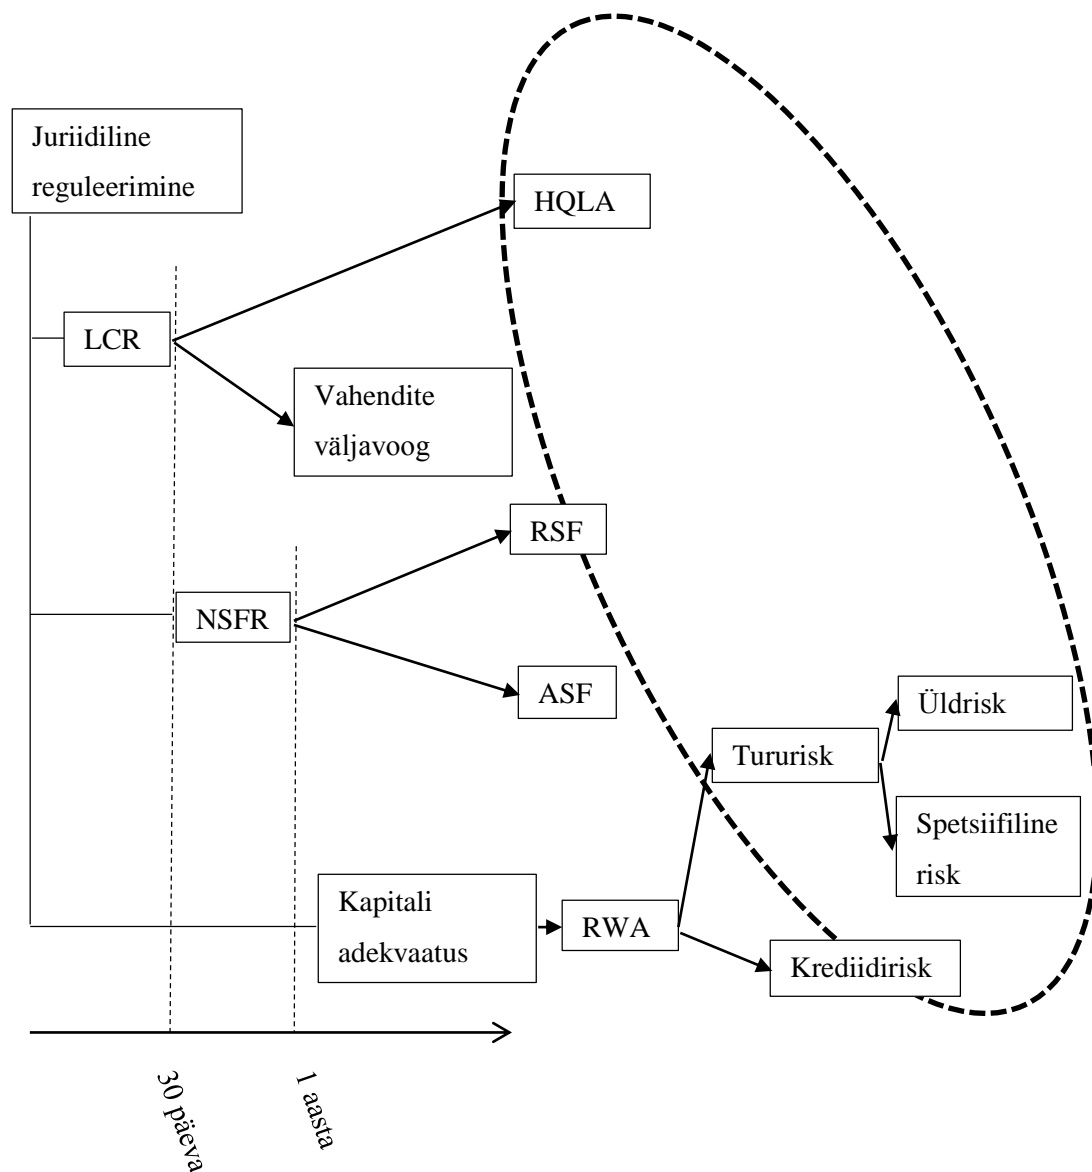 Juriidiline
reguleerimine
HQLA
LCR
Vahendite
väljavoog
RSF
NSFR
ASF
Üldrisk
Tururisk
Spetsiifiline
risk
Kapitali
adekvaatus
RWA
Krediidirisk
30 päeva
1 aasta